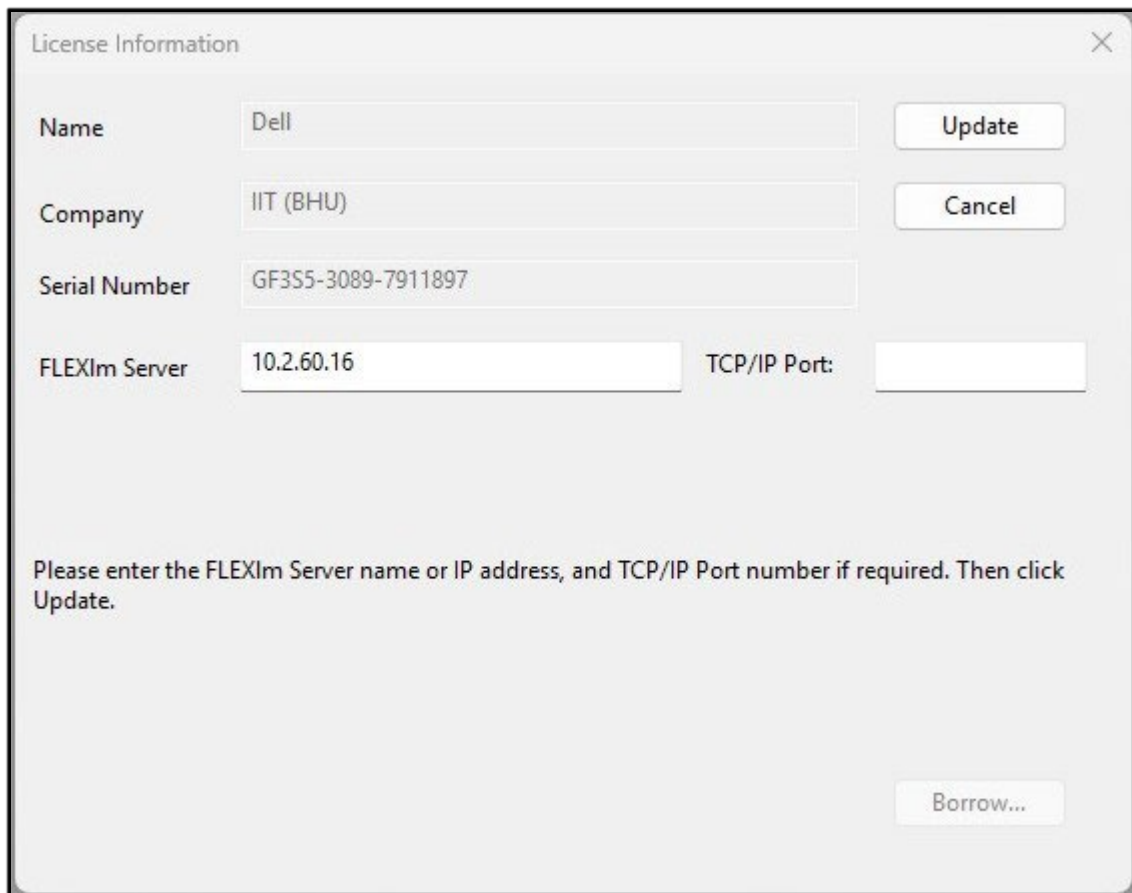 License Information
Name
Dell
Update
Company
IIT (BHU)
Cancel
Serial Number
GF3S5-3089-7911897
FLEXlm Server
10.2.60.16
TCP/IP Port:
Please enter the FLEXlm Server name or IP address, and TCP/IP Port number if required. Then click
Update.
Borrow...